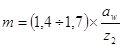 m = (1,4 ÷ 1,7) × a_w / z_2